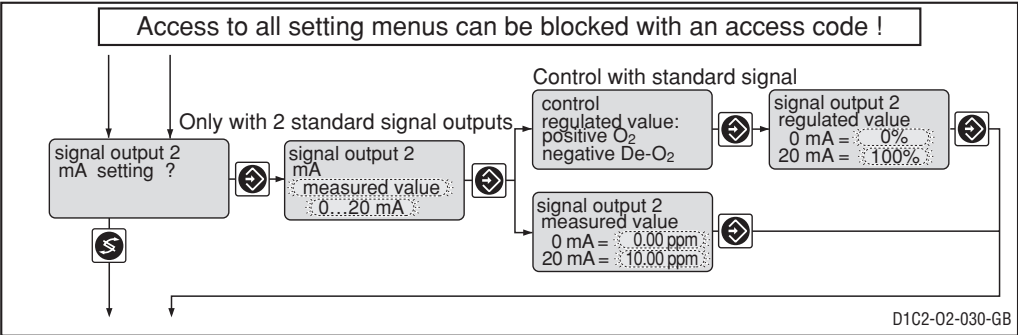 Access to all setting menus can be blocked with an access code !
Control with standard signal
Only with 2 standard signal outputs
signal output 2
mA setting ?
signal output 2
mA
measured value
0...20 mA
control
regulated value:
positive O₂
negative De-O₂
signal output 2
regulated value
0 mA = 0%
20 mA = 100%
signal output 2
measured value
0 mA = 0.00 ppm
20 mA = 10.00 ppm
D1C2-O2-030-GB